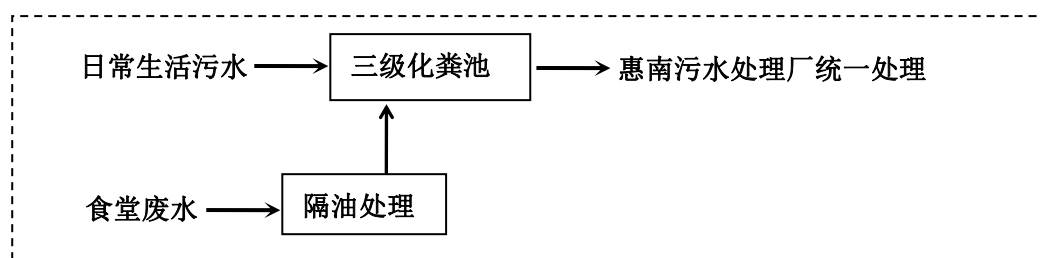 日常生活污水
三级化粪池
惠南污水处理厂统一处理
食堂废水
隔油处理